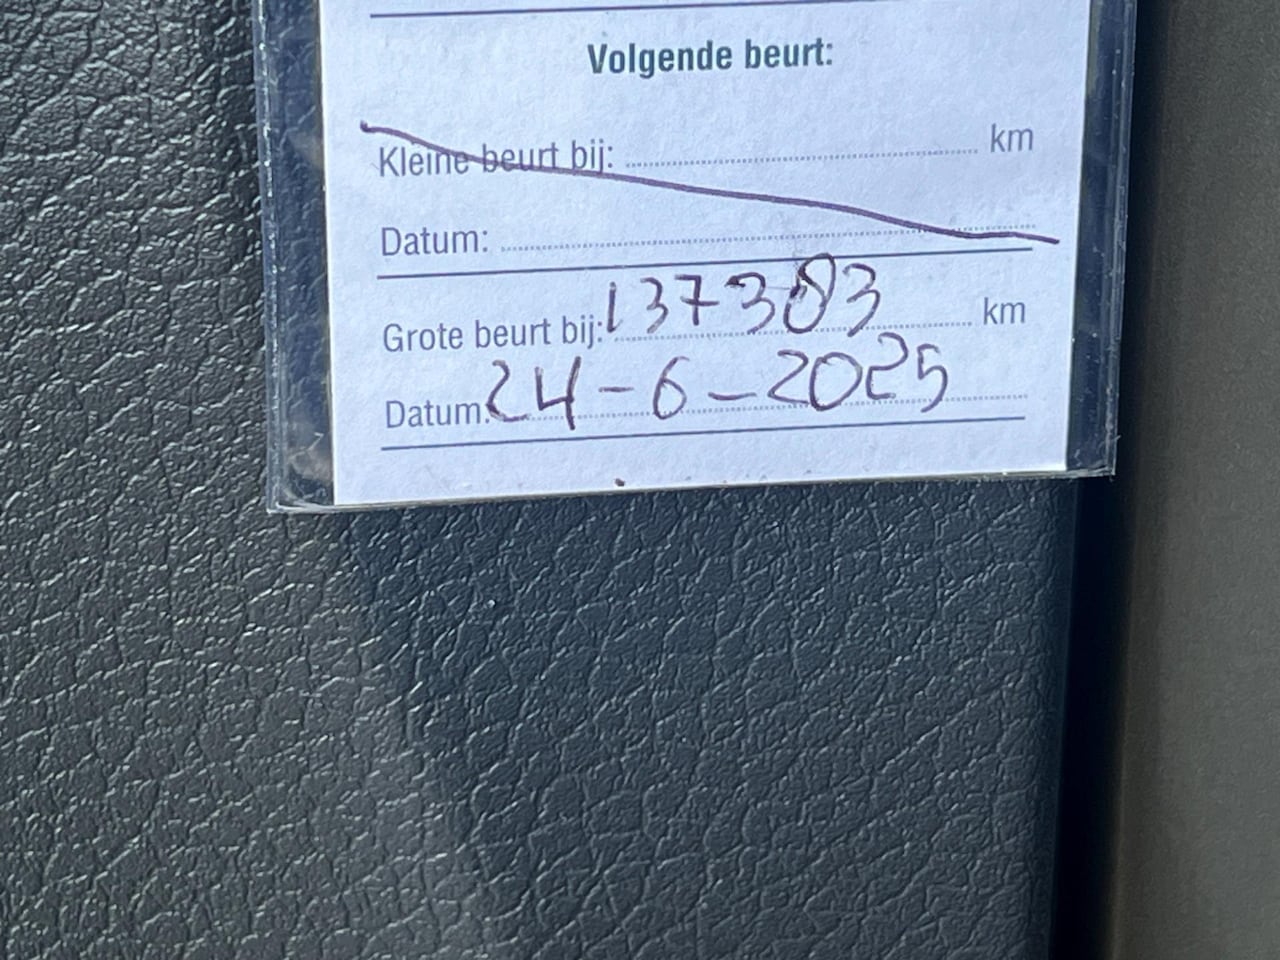 Volgende beurt:
Kleine beurt bij: km
Datum:
Grote beurt bij: 137383 km
Datum: 24-6-2025